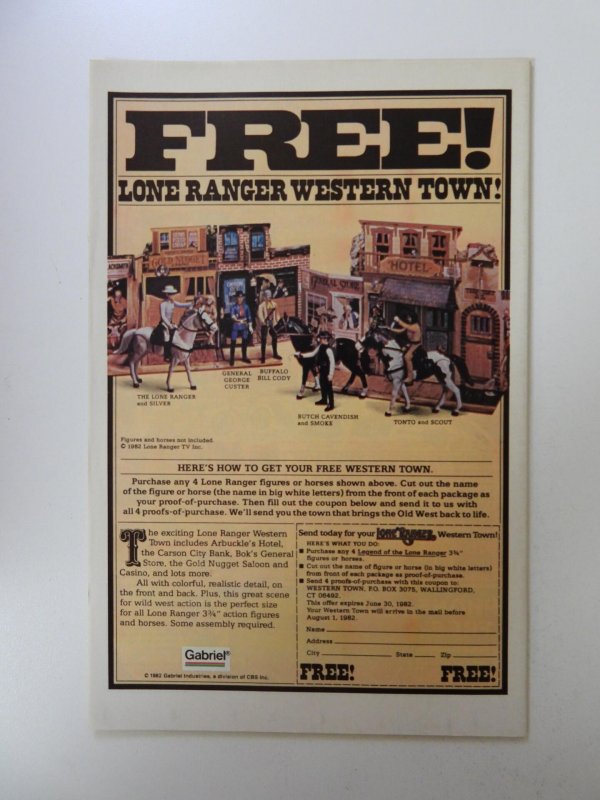 FREE!
LONE RANGER WESTERN TOWN!
GOLD NUGGET
GENERAL STORE
HOTEL
THE LONE RANGER
and SILVER
GENERAL
GEORGE
CUSTER
BUFFALO
BILL CODY
BUTCH CAVENDISH
and SMOKE
TONTO and SCOUT
Figures and horses not included.
© 1982 Lone Ranger TV Inc.
HERE'S HOW TO GET YOUR FREE WESTERN TOWN.
Purchase any 4 Lone Ranger figures or horses shown above. Cut out the name
of the figure or horse (the name in big white letters) from the front of each package as
your proof-of-purchase. Then fill out the coupon below and send it to us with
all 4 proofs-of-purchase. We'll send you the town that brings the Old West back to life.
The exciting Lone Ranger Western
Town includes Arbuckle's Hotel,
the Carson City Bank, Bok's General
Store, the Gold Nugget Saloon and
Casino, and lots more.
All with colorful, realistic detail, on
the front and back. Plus, this great scene
for wild west action is the perfect size
for all Lone Ranger 3¾" action figures
and horses. Some assembly required.
Gabriel®
© 1982 Gabriel Industries, a division of CBS Inc.
Send today for your Lone Ranger Western Town!
HERE'S WHAT YOU DO:
■ Purchase any 4 Legend of the Lone Ranger 3¾"
figures or horses.
■ Cut out the name of figure or horse (in big white letters)
from front of each package as proof-of-purchase.
■ Send 4 proofs-of-purchase with this coupon to:
WESTERN TOWN, P.O. BOX 3075, WALLINGFORD,
CT 06492.
This offer expires June 30, 1982.
Your Western Town will arrive in the mail before
August 1, 1982.
Name
Address
City State Zip
FREE! FREE!